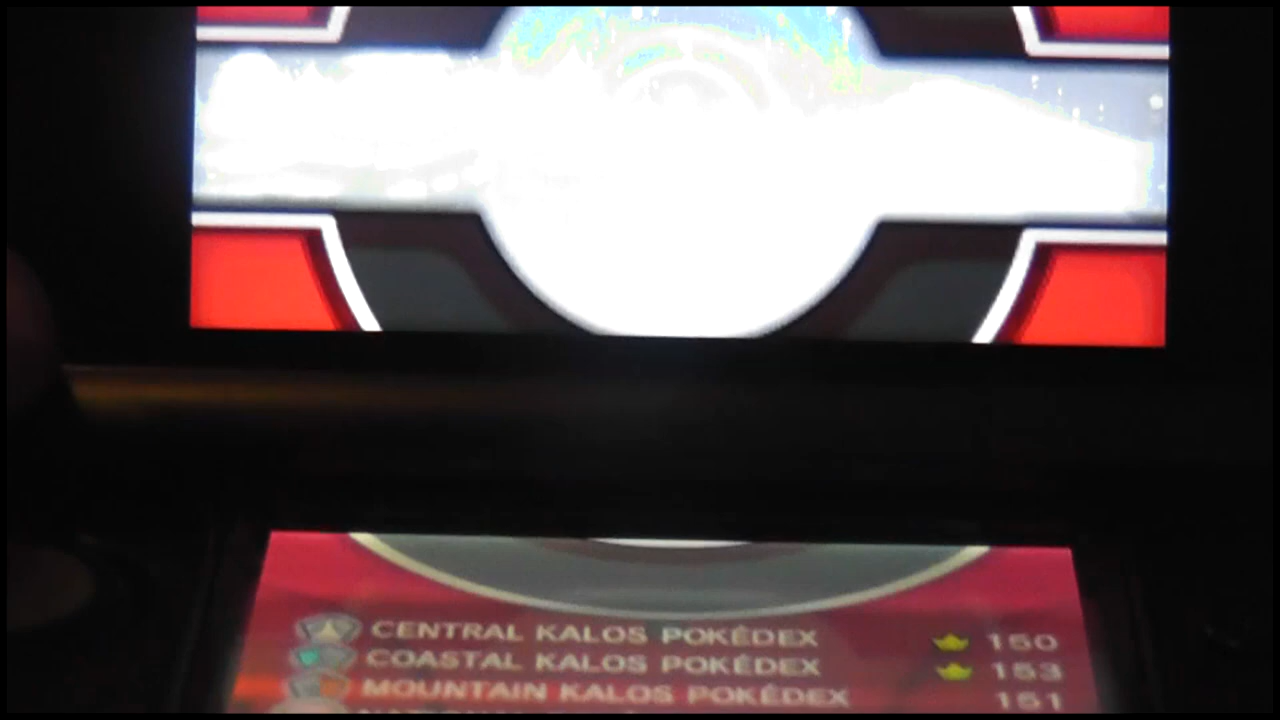 CENTRAL KALOS POKÉDEX 150
COASTAL KALOS POKÉDEX 153
MOUNTAIN KALOS POKÉDEX 151